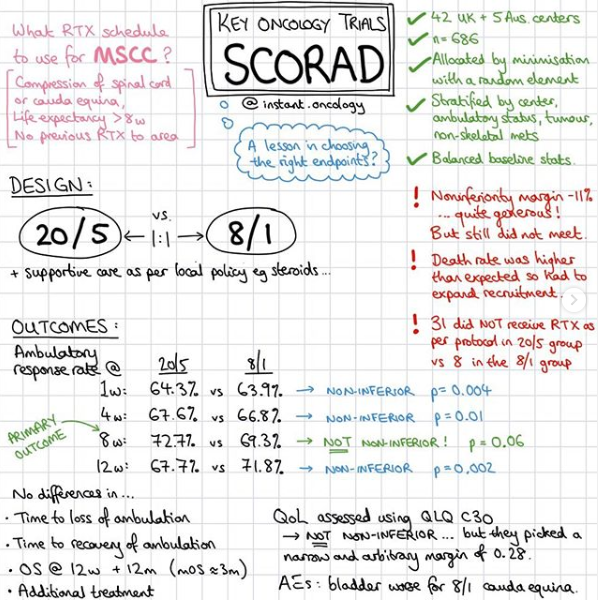 What RTX schedule
to use for MSCC?
Compression of spinal cord
or cauda equina,
Life expectancy >8w
No previous RTX to area
KEY ONCOLOGY TRIALS
SCORAD
@instant.oncology
A lesson in choosing
the right endpoints?
✓ 42 UK + 5 Aus. centers
✓ n = 686
✓ Allocated by minimisation
with a random element
✓ Stratified by center,
ambulatory status, tumour,
non-skeletal mets
✓ Balanced baseline stats.
! Noninferiority margin -11%
... quite generous!
But still did not meet.
! Death rate was higher
than expected so had to
expand recruitment.
! 31 did NOT receive RTX as
per protocol in 20/5 group
vs 8 in the 8/1 group
DESIGN:
20/5 ← vs. 1:1 → 8/1
+ supportive care as per local policy eg steroids...
OUTCOMES:
Ambulatory
response rate @ 20/5 8/1
1w: 64.3% vs 63.9% → NON-INFERIOR p=0.004
4w: 67.6% vs 66.8% → NON-INFERIOR p=0.01
PRIMARY
OUTCOME
8w: 72.7% vs 69.3% → NOT NON-INFERIOR! p=0.06
12w: 67.7% vs 71.8% → NON-INFERIOR p=0.002
No differences in...
• Time to loss of ambulation
• Time to recovery of ambulation
• OS @ 12w + 12m (mOS ≈3m)
• Additional treatment
QoL assessed using QLQ C30
→ NOT NON-INFERIOR... but they picked a
narrow and arbitrary margin of 0.28.
AEs: bladder worse for 8/1 cauda equina.